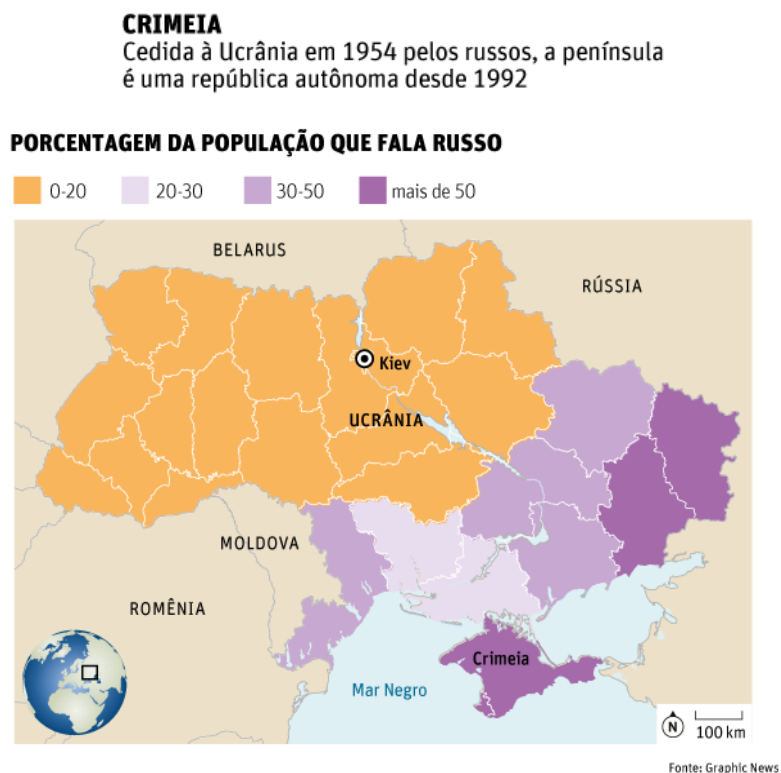 CRIMEIA
Cedida à Ucrânia em 1954 pelos russos, a península
é uma república autônoma desde 1992
PORCENTAGEM DA POPULAÇÃO QUE FALA RUSSO
0-20 20-30 30-50 mais de 50
BELARUS
RÚSSIA
Kiev
UCRÂNIA
MOLDOVA
ROMÊNIA
Crimeia
Mar Negro
N
100 km
Fonte: Graphic News